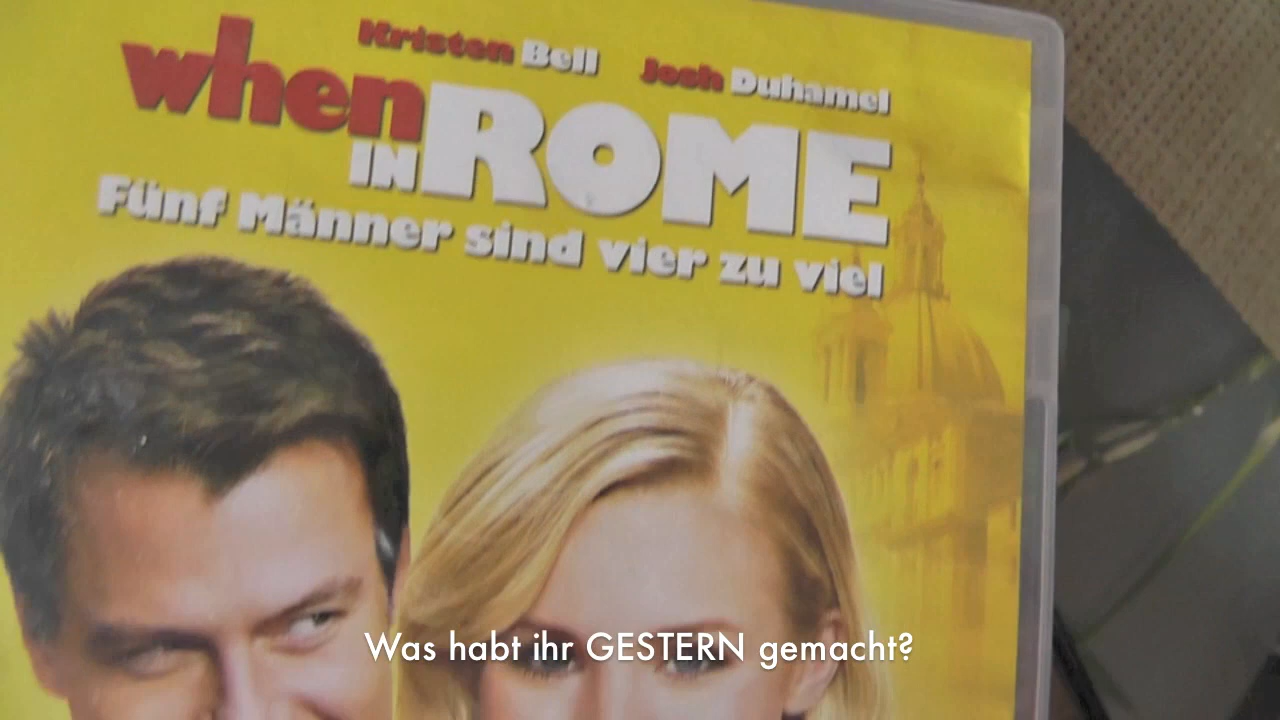 Kristen Bell Josh Duhamel
when
IN ROME
Fünf Männer sind vier zu viel
Was habt ihr GESTERN gemacht?